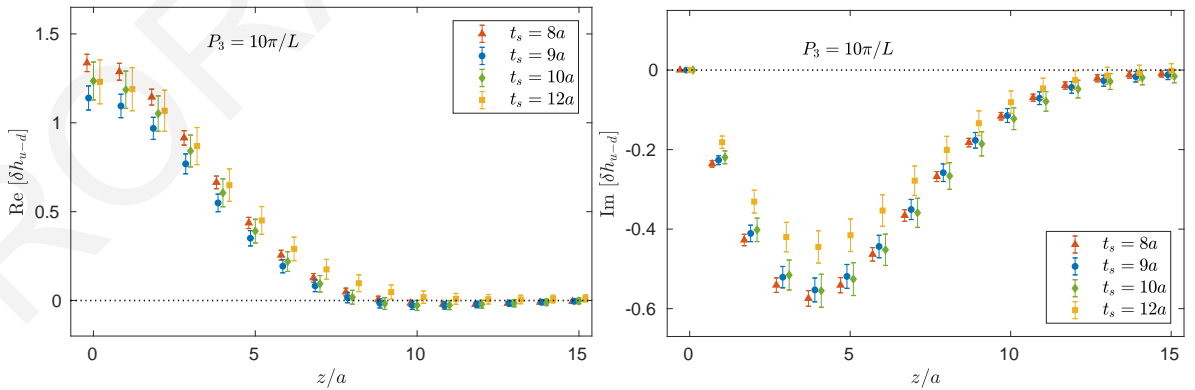 Re [δh_{u-d}]
1.5
1
0.5
0
P_3 = 10π/L
t_s = 8a
t_s = 9a
t_s = 10a
t_s = 12a
0 5 10 15
z/a
Im [δh_{u-d}]
0
-0.2
-0.4
-0.6
P_3 = 10π/L
t_s = 8a
t_s = 9a
t_s = 10a
t_s = 12a
0 5 10 15
z/a